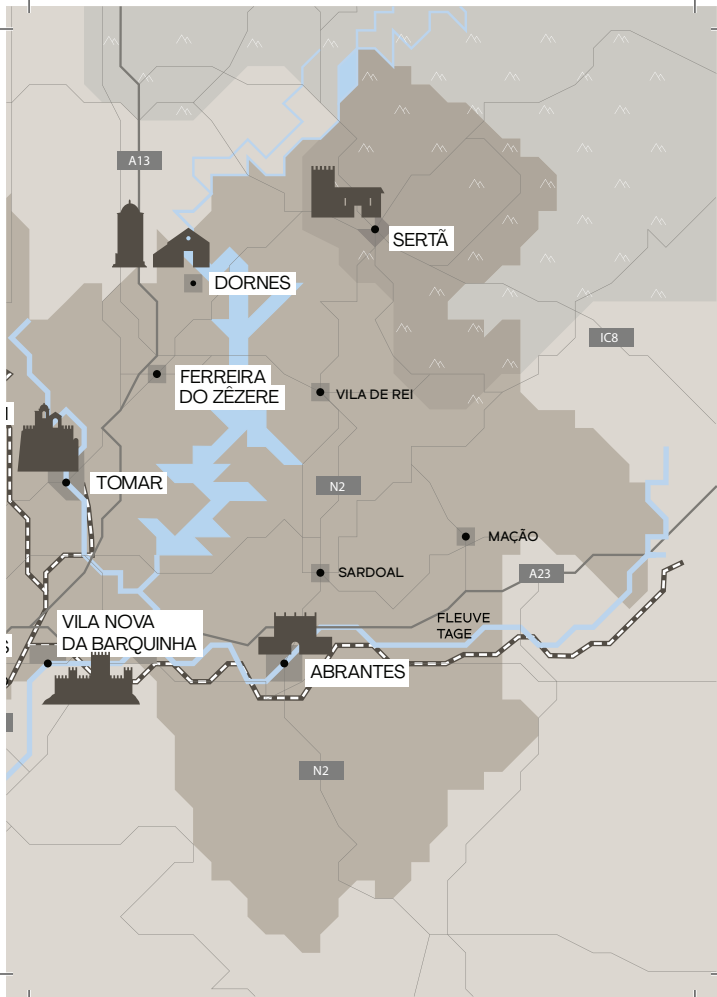 A13
SERTÃ
DORNES
IC8
FERREIRA
DO ZÊZERE
VILA DE REI
TOMAR
N2
MAÇÃO
SARDOAL
A23
VILA NOVA
DA BARQUINHA
FLEUVE
TAGE
ABRANTES
N2